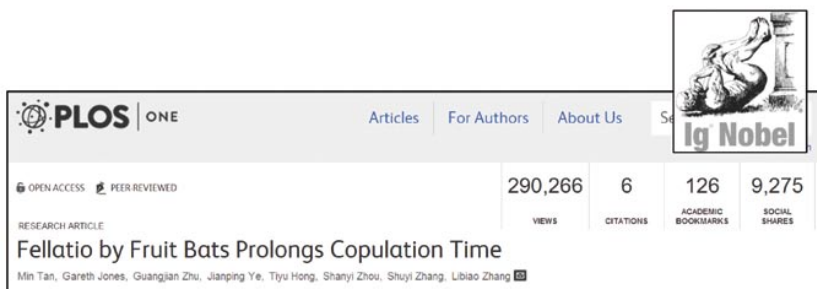 PLOS ONE
Articles For Authors About Us Se
Ig Nobel
OPEN ACCESS PEER-REVIEWED
290,266 6 126 9,275
VIEWS CITATIONS ACADEMIC BOOKMARKS SOCIAL SHARES
RESEARCH ARTICLE
Fellatio by Fruit Bats Prolongs Copulation Time
Min Tan, Gareth Jones, Guangjian Zhu, Jianping Ye, Tiyu Hong, Shanyi Zhou, Shuyi Zhang, Libiao Zhang